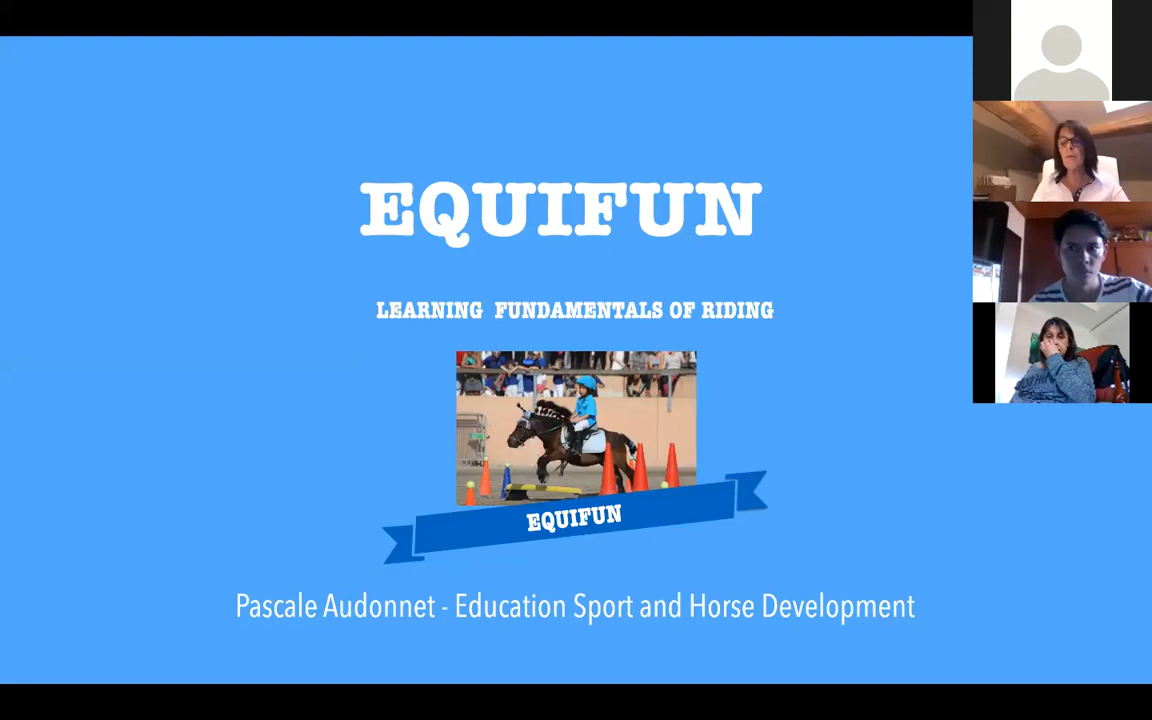 EQUIFUN
LEARNING FUNDAMENTALS OF RIDING
EQUIFUN
Pascale Audonnet - Education Sport and Horse Development